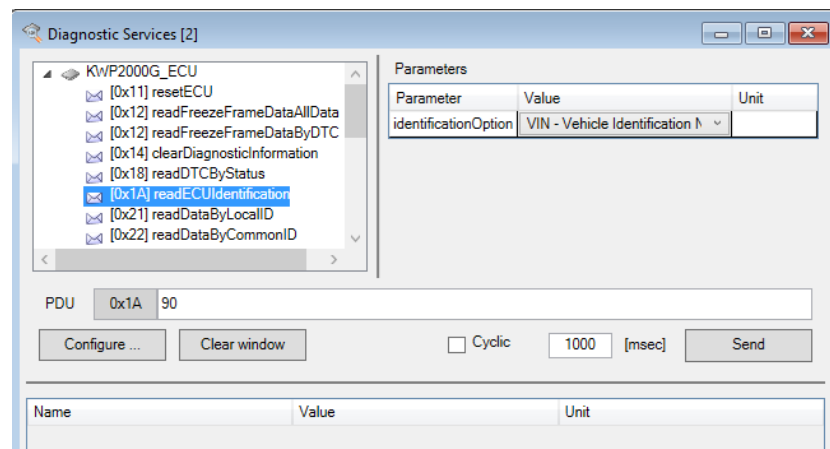 Diagnostic Services [2]
KWP2000G_ECU
[0x11] resetECU
[0x12] readFreezeFrameDataAllData
[0x12] readFreezeFrameDataByDTC
[0x14] clearDiagnosticInformation
[0x18] readDTCByStatus
[0x1A] readECUIdentification
[0x21] readDataByLocalID
[0x22] readDataByCommonID
Parameters
Parameter Value Unit
identificationOption VIN - Vehicle Identification N
PDU 0x1A 90
Configure ... Clear window Cyclic 1000 [msec] Send
Name Value Unit